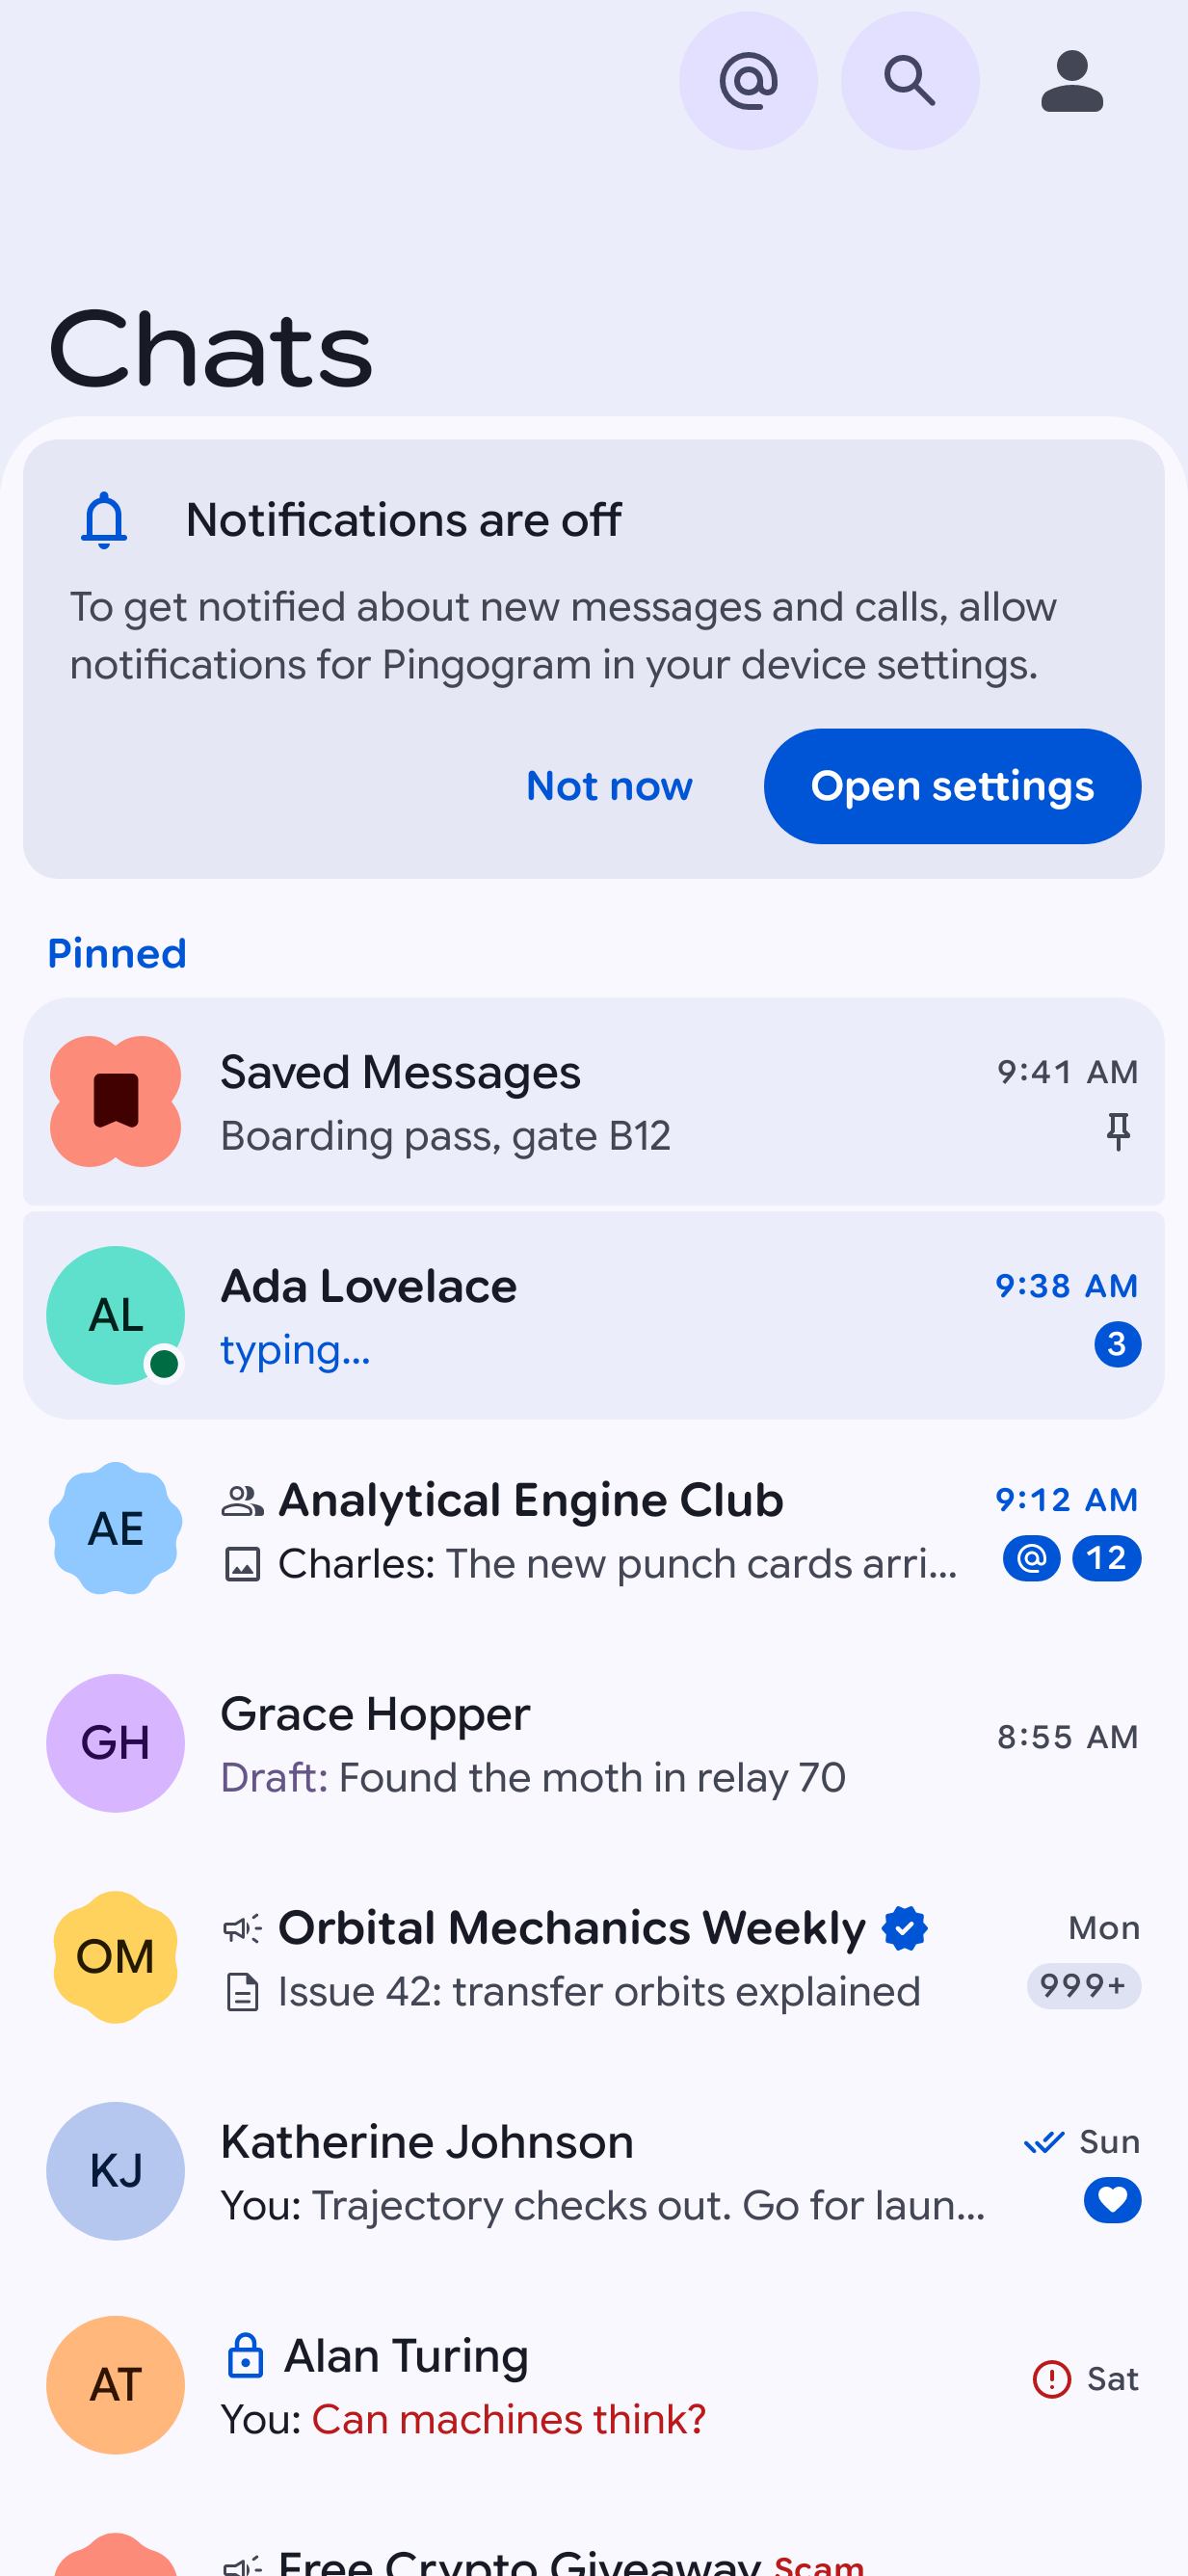 Chats
Notifications are off
To get notified about new messages and calls, allow
notifications for Pingogram in your device settings.
Not now
Open settings
Pinned
Saved Messages
9:41 AM
Boarding pass, gate B12
AL
Ada Lovelace
9:38 AM
typing...
3
AE
Analytical Engine Club
9:12 AM
Charles: The new punch cards arri...
@ 12
GH
Grace Hopper
8:55 AM
Draft: Found the moth in relay 70
OM
Orbital Mechanics Weekly
Mon
Issue 42: transfer orbits explained
999+
KJ
Katherine Johnson
Sun
You: Trajectory checks out. Go for laun...
AT
Alan Turing
Sat
You: Can machines think?
Free Crypto Giveaway Scam